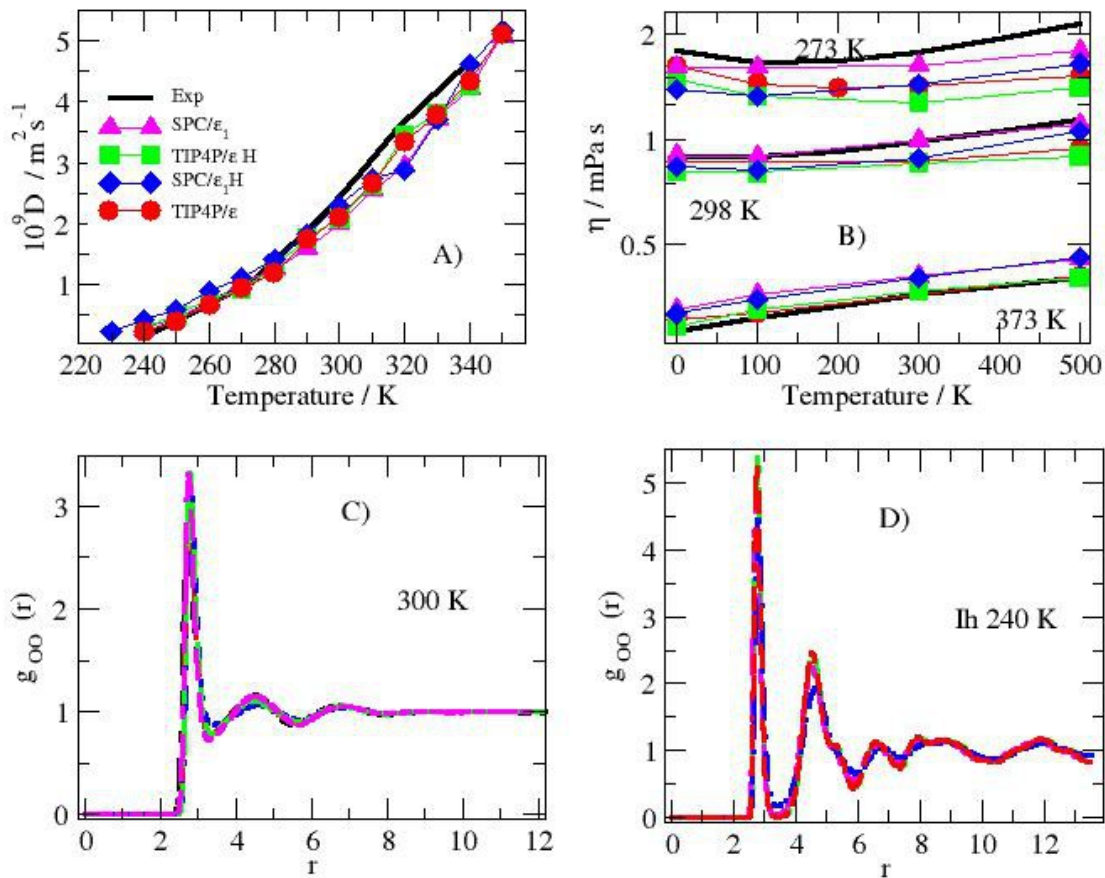 5
4
3
2
1
10⁹D / m² s⁻¹
Exp
SPC/ε₁
TIP4P/ε H
SPC/ε₁H
TIP4P/ε
A)
220 240 260 280 300 320 340
Temperature / K
2
1
0.5
η / mPa s
273 K
298 K
B)
373 K
0 100 200 300 400 500
Temperature / K
3
2
1
0
g_OO (r)
C)
300 K
0 2 4 6 8 10 12
r
5
4
3
2
1
0
g_OO (r)
D)
Ih 240 K
0 2 4 6 8 10 12
r